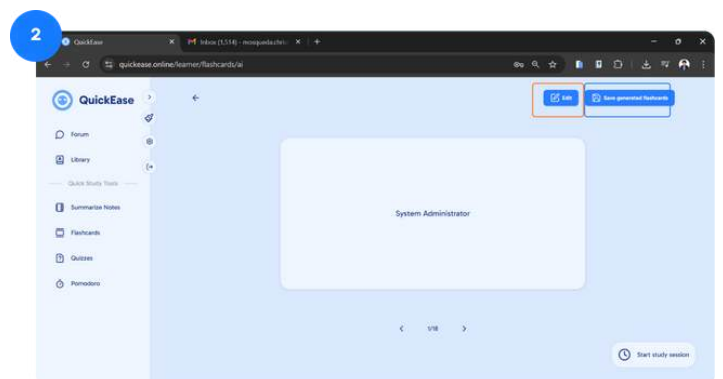 2
QuickEase
Inbox (1,514) - mosqueda.chris
quickease.online/learner/flashcards/ai
QuickEase
Edit
Save generated flashcards
Forum
Library
Quick Study Tools
Summarize Notes
Flashcards
Quizzes
Pomodoro
System Administrator
1/18
Start study session